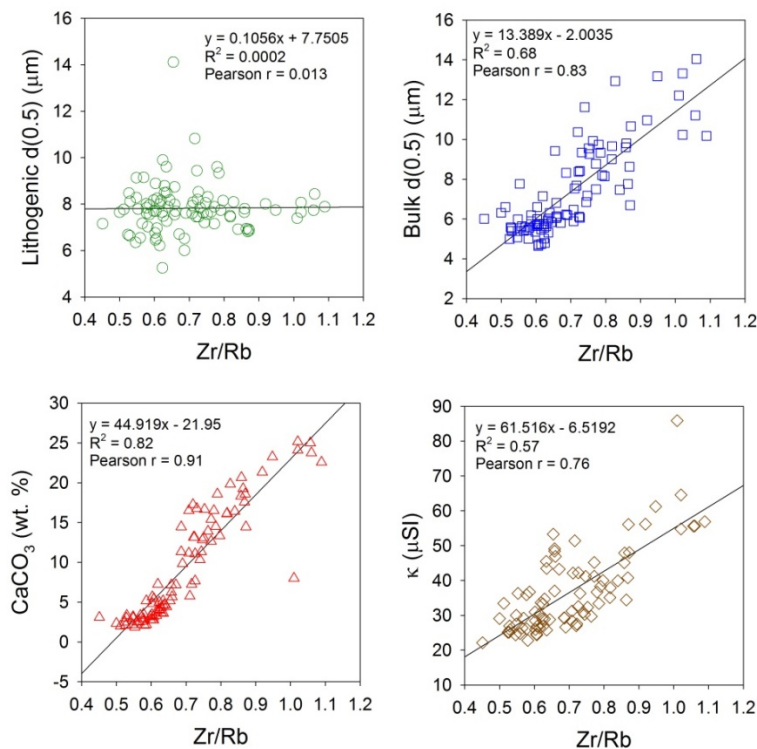 y = 0.1056x + 7.7505
R² = 0.0002
Pearson r = 0.013
16
14
12
10
8
6
4
Lithogenic d(0.5) (μm)
0.4 0.5 0.6 0.7 0.8 0.9 1.0 1.1 1.2
Zr/Rb
y = 13.389x - 2.0035
R² = 0.68
Pearson r = 0.83
16
14
12
10
8
6
4
2
Bulk d(0.5) (μm)
0.4 0.5 0.6 0.7 0.8 0.9 1.0 1.1 1.2
Zr/Rb
y = 44.919x - 21.95
R² = 0.82
Pearson r = 0.91
30
25
20
15
10
5
0
-5
CaCO₃ (wt. %)
0.4 0.5 0.6 0.7 0.8 0.9 1.0 1.1 1.2
Zr/Rb
y = 61.516x - 6.5192
R² = 0.57
Pearson r = 0.76
90
80
70
60
50
40
30
20
10
κ (μSI)
0.4 0.5 0.6 0.7 0.8 0.9 1.0 1.1 1.2
Zr/Rb